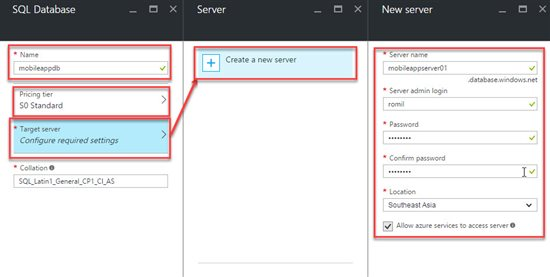 SQL Database
* Name
mobileappdb
Pricing tier
S0 Standard
* Target server
Configure required settings
* Collation
SQL_Latin1_General_CP1_CI_AS
Server
Create a new server
New server
* Server name
mobileappserver01
.database.windows.net
* Server admin login
romil
* Password
••••••••
* Confirm password
••••••••
* Location
Southeast Asia
Allow azure services to access server